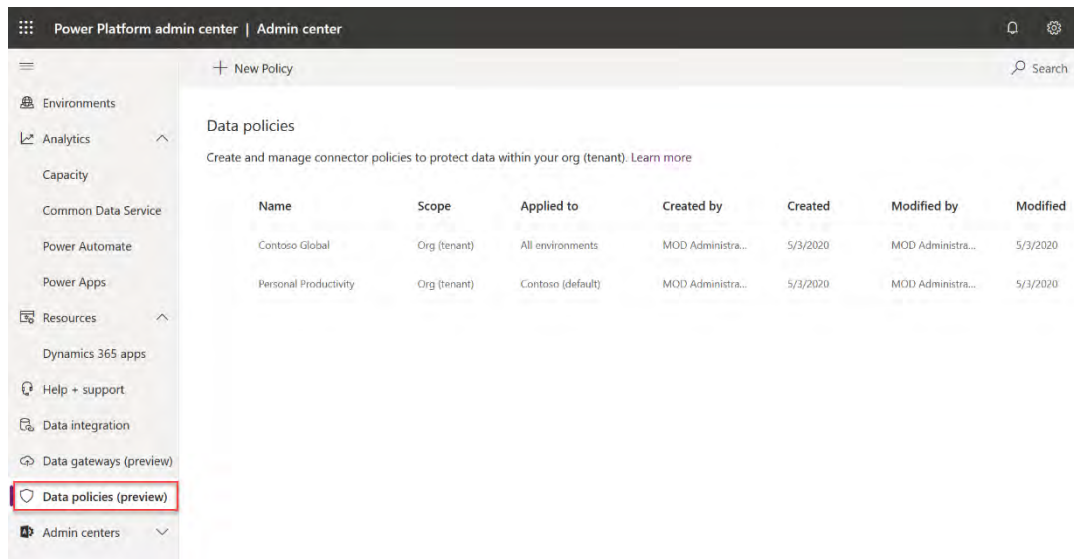 Power Platform admin center | Admin center
+ New Policy
Search
Environments
Analytics
Capacity
Common Data Service
Power Automate
Power Apps
Resources
Dynamics 365 apps
Help + support
Data integration
Data gateways (preview)
Data policies (preview)
Admin centers
Data policies
Create and manage connector policies to protect data within your org (tenant). Learn more
Name Scope Applied to Created by Created Modified by Modified
Contoso Global Org (tenant) All environments MOD Administra... 5/3/2020 MOD Administra... 5/3/2020
Personal Productivity Org (tenant) Contoso (default) MOD Administra... 5/3/2020 MOD Administra... 5/3/2020